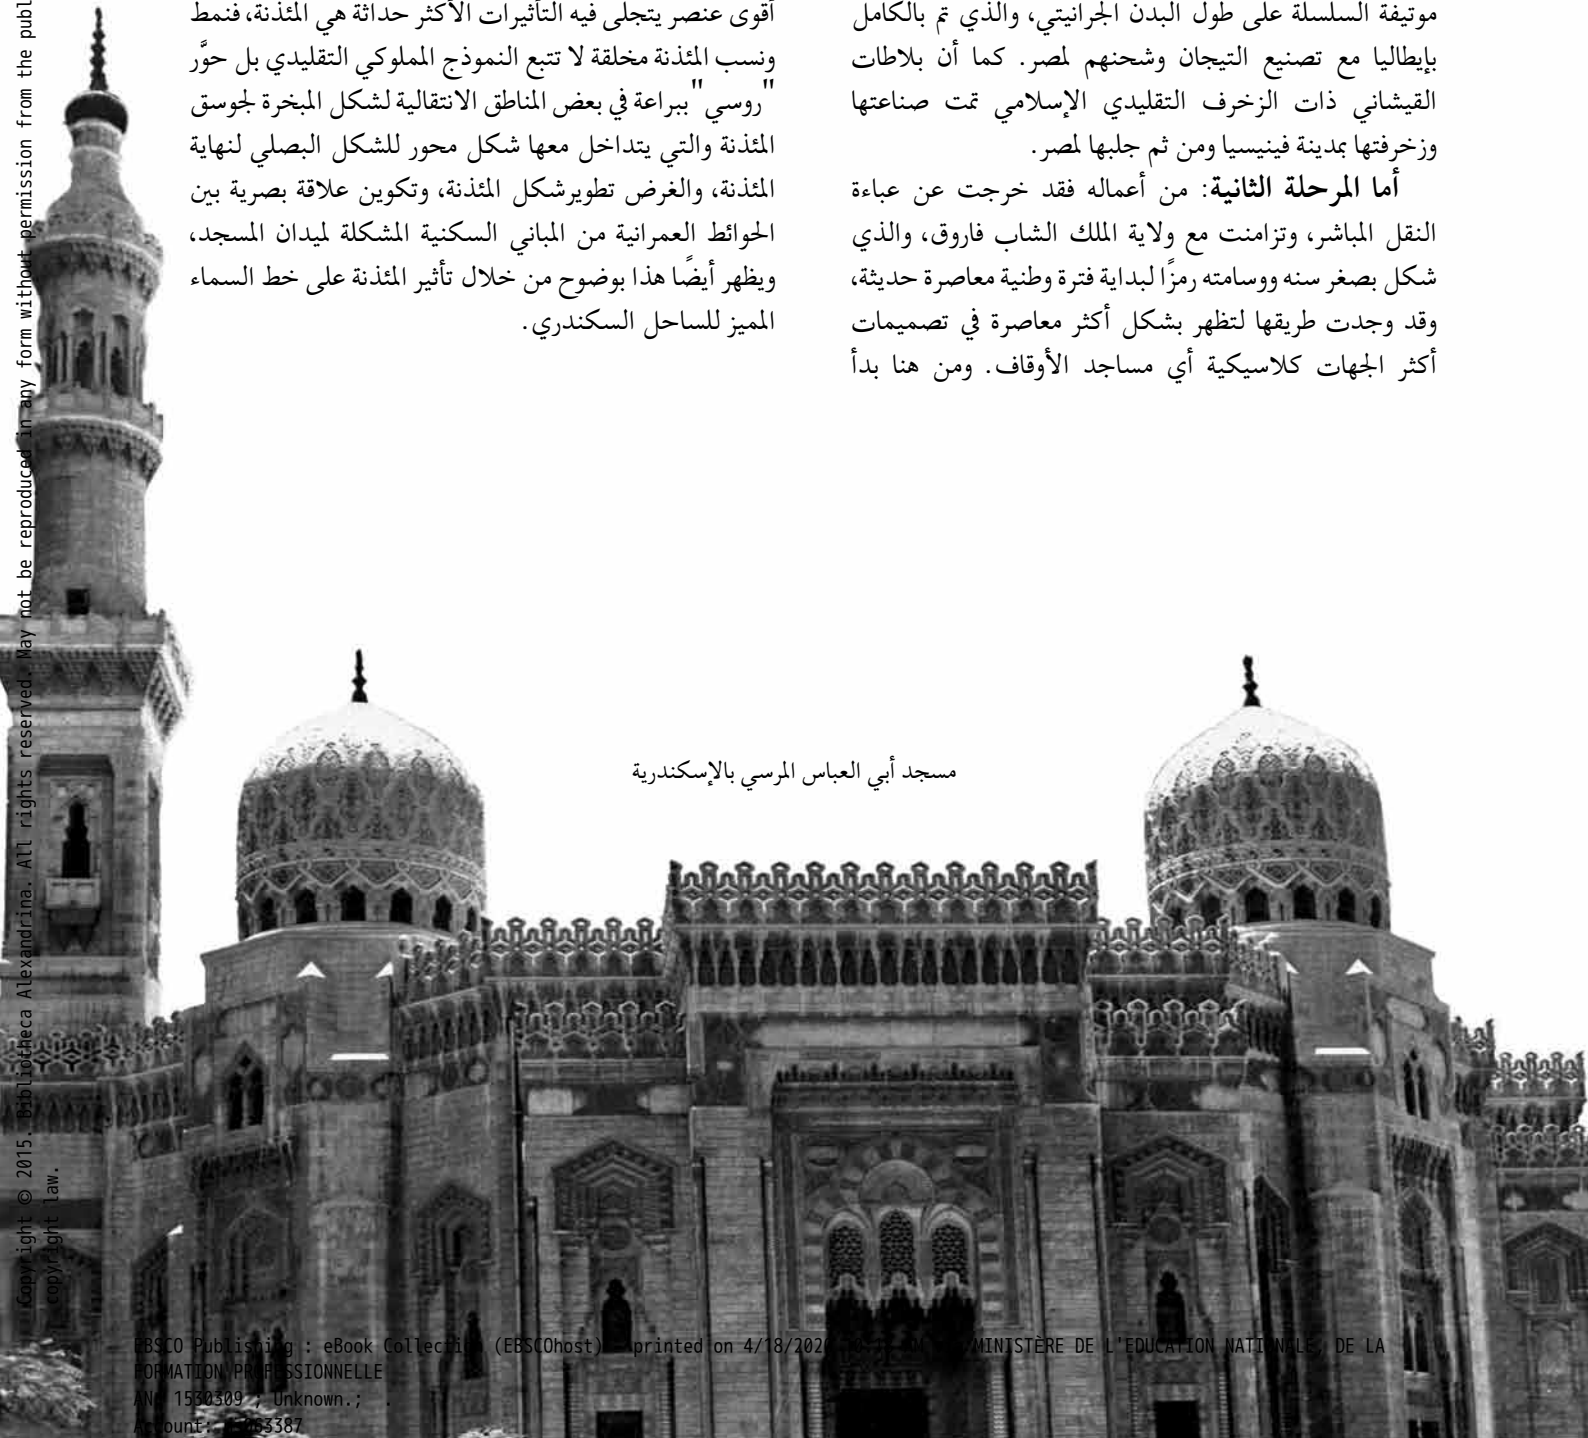 موتيفة السلسلة على طول البدن الجرانيتي، والذي تم بالكامل
بإيطاليا مع تصنيع التيجان وشحنهم لمصر. كما أن بلاطات
القيشاني ذات الزخرف التقليدي الإسلامي تمت صناعتها
وزخرفتها بمدينة فينيسيا ومن ثم جلبها لمصر.
أما المرحلة الثانية: من أعماله فقد خرجت عن عباءة
النقل المباشر، وتزامنت مع ولاية الملك الشاب فاروق، والذي
شكل بصغر سنه ووسامته رمزًا لبداية فترة وطنية معاصرة حديثة،
وقد وجدت طريقها لتظهر بشكل أكثر معاصرة في تصميمات
أكثر الجهات كلاسيكية أي مساجد الأوقاف. ومن هنا بدأ
أقوى عنصر يتجلى فيه التأثيرات الأكثر حداثة هي المئذنة، فنمط
ونسب المئذنة مخلقة لا تتبع النموذج المملوكي التقليدي بل حوَّر
"روسي" ببراعة في بعض المناطق الانتقالية لشكل المبخرة لجوسق
المئذنة والتي يتداخل معها شكل محور للشكل البصلي لنهاية
المئذنة، والغرض تطويرشكل المئذنة، وتكوين علاقة بصرية بين
الحوائط العمرانية من المباني السكنية المشكلة لميدان المسجد،
ويظهر أيضًا هذا بوضوح من خلال تأثير المئذنة على خط السماء
المميز للساحل السكندري.
مسجد أبي العباس المرسي بالإسكندرية
Copyright © 2015. Bibliotheca Alexandrina. All rights reserved. May not be reproduced in any form without permission from the
copyright law.
EBSCO Publishing : eBook Collection (EBSCOhost) printed on MINISTÈRE DE L'EDUCATION NATIONALE, DE LA
FORMATION PROFESSIONNELLE
AN: 1530309 ; Unknown.; .
Account: